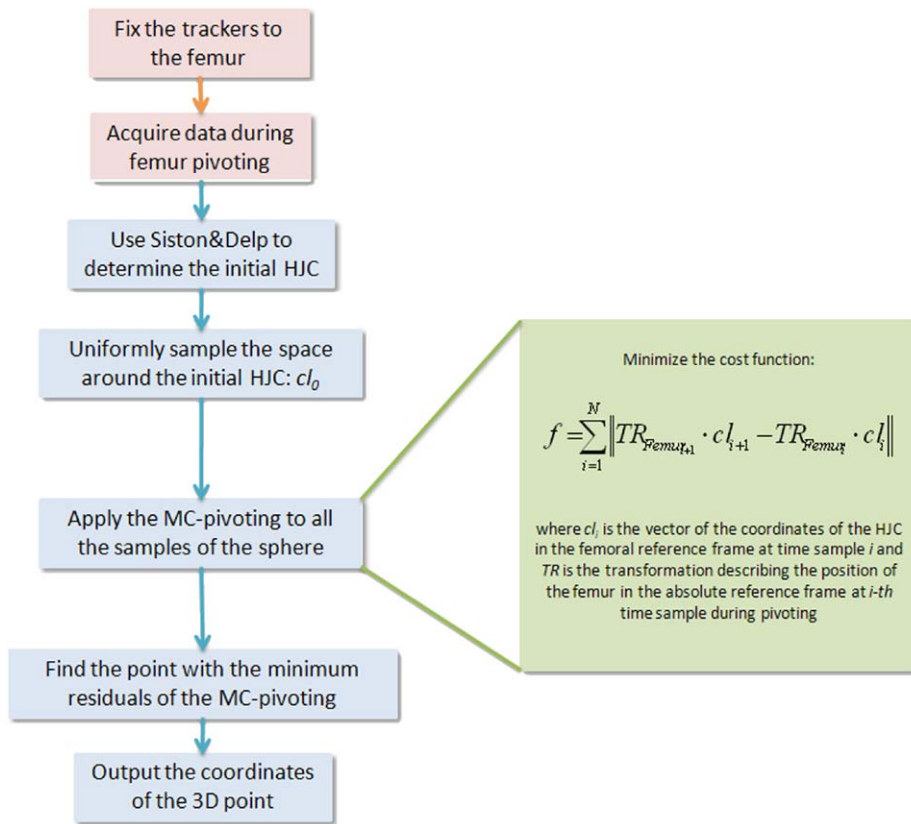 Fix the trackers to
the femur
Acquire data during
femur pivoting
Use Siston&Delp to
determine the initial HJC
Uniformly sample the space
around the initial HJC: cl₀
Apply the MC-pivoting to all
the samples of the sphere
Find the point with the minimum
residuals of the MC-pivoting
Output the coordinates
of the 3D point
Minimize the cost function:
f = ∑_{i=1}^{N} ‖TR_{Femur_{i+1}} · cl_{i+1} − TR_{Femur_i} · cl_i‖
where cl_i is the vector of the coordinates of the HJC
in the femoral reference frame at time sample i and
TR is the transformation describing the position of
the femur in the absolute reference frame at i-th
time sample during pivoting